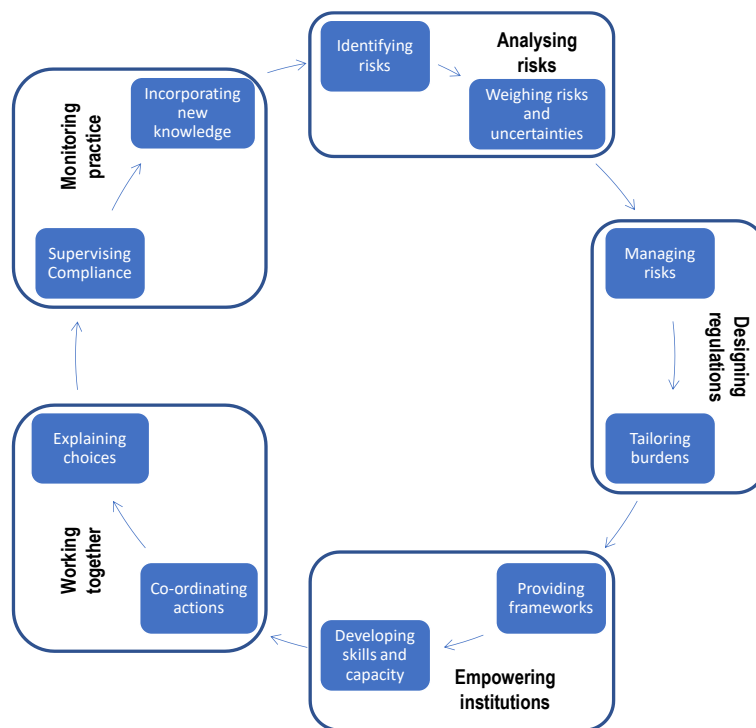 Identifying
risks
Analysing
risks
Weighing risks
and
uncertainties
Managing
risks
Designing
regulations
Tailoring
burdens
Providing
frameworks
Developing
skills and
capacity
Empowering
institutions
Co-ordinating
actions
Explaining
choices
Working
together
Supervising
Compliance
Incorporating
new
knowledge
Monitoring
practice